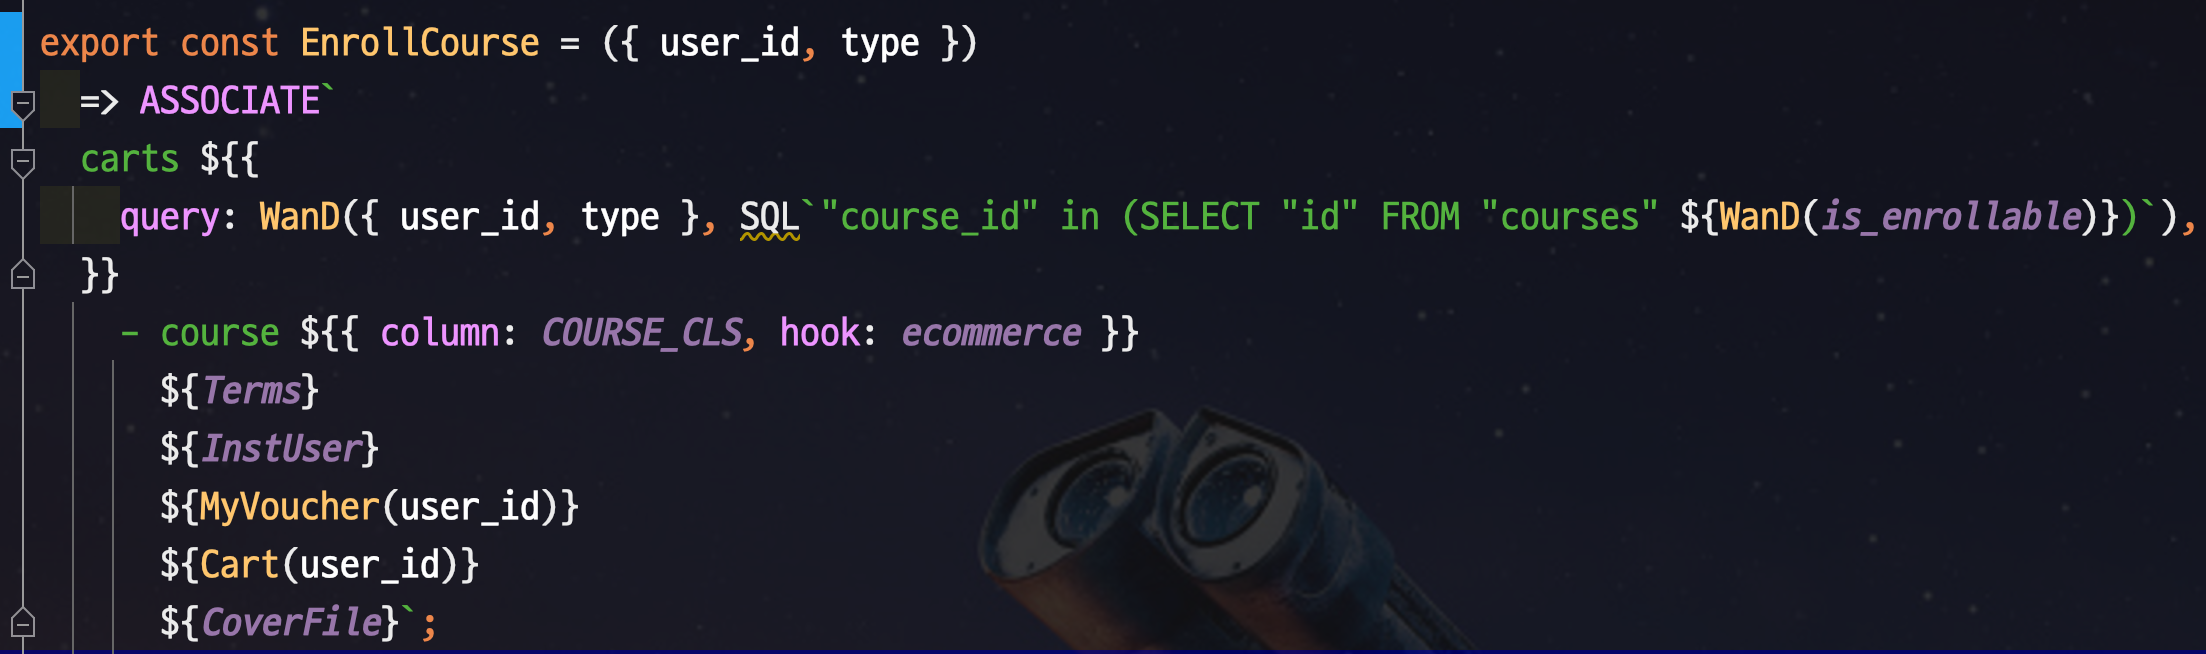 export const EnrollCourse = ({ user_id, type })
  => ASSOCIATE`
  carts ${{
    query: WanD({ user_id, type }, SQL`"course_id" in (SELECT "id" FROM "courses" ${WanD(is_enrollable)})`),
  }}
    - course ${{ column: COURSE_CLS, hook: ecommerce }}
      ${Terms}
      ${InstUser}
      ${MyVoucher(user_id)}
      ${Cart(user_id)}
      ${CoverFile}`;